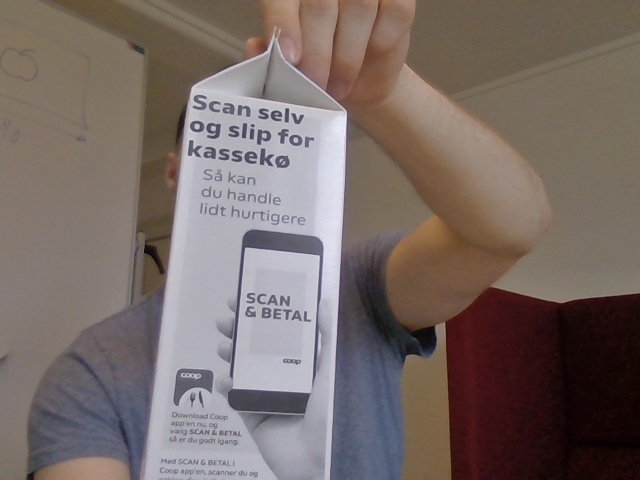 Scan selv
og slip for
kassekø
Så kan
du handle
lidt hurtigere
SCAN
& BETAL
coop
coop
Download Coop
app'en nu, og
vælg SCAN & BETAL
så er du godt igang.
Med SCAN & BETAL i
Coop app'en, scanner du og